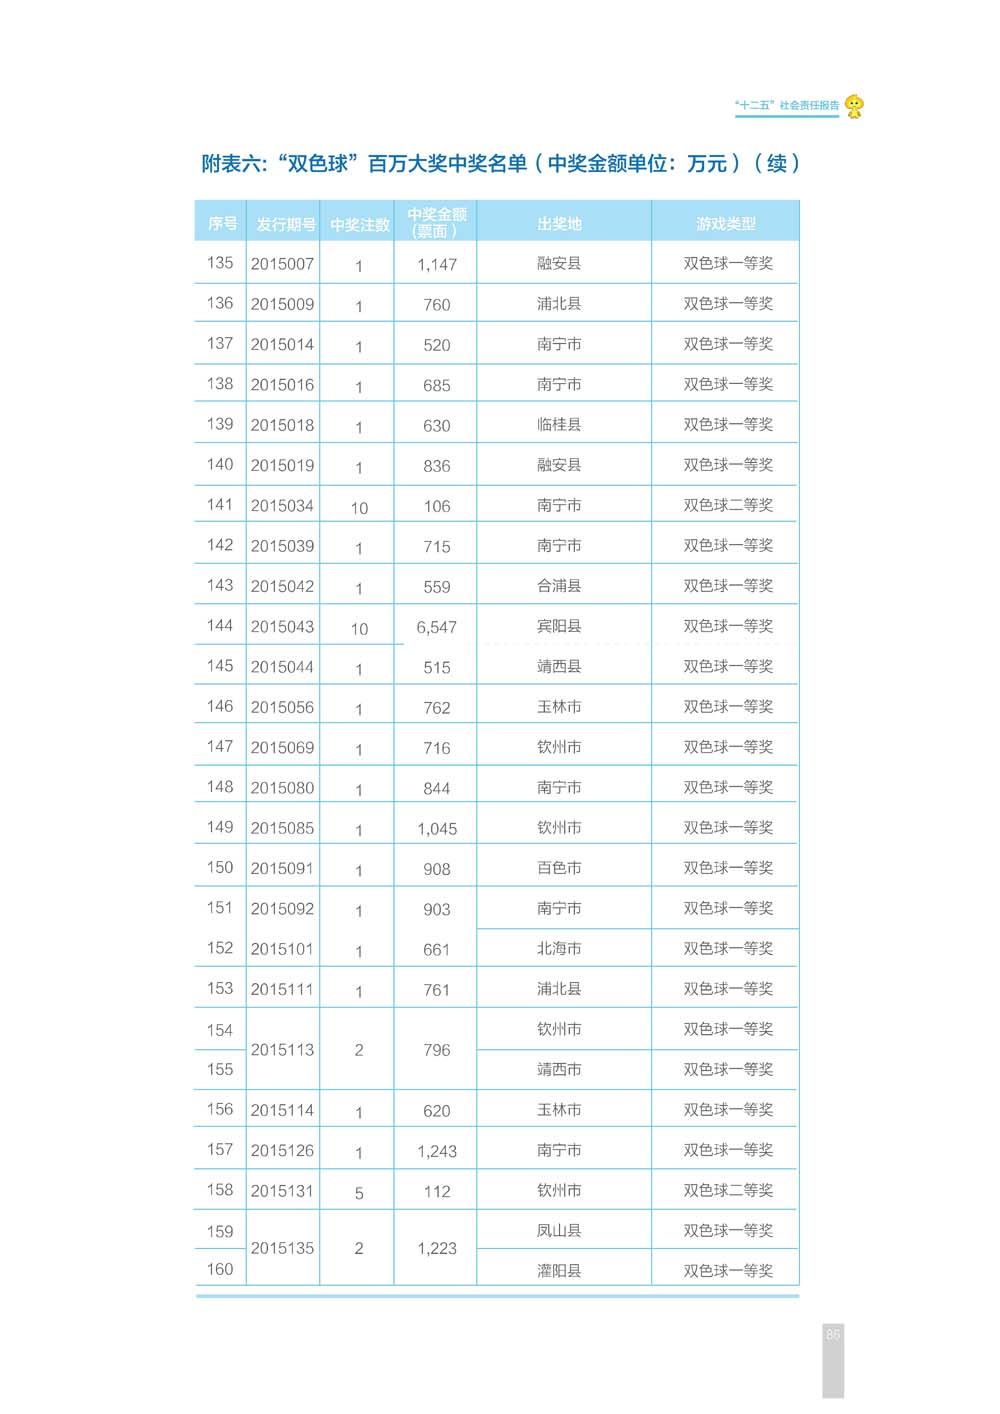 “十二五”社会责任报告
附表六:“双色球”百万大奖中奖名单（中奖金额单位：万元）（续）
序号 发行期号 中奖注数 中奖金额(票面) 出奖地 游戏类型
135 2015007 1 1,147 融安县 双色球一等奖
136 2015009 1 760 浦北县 双色球一等奖
137 2015014 1 520 南宁市 双色球一等奖
138 2015016 1 685 南宁市 双色球一等奖
139 2015018 1 630 临桂县 双色球一等奖
140 2015019 1 836 融安县 双色球一等奖
141 2015034 10 106 南宁市 双色球二等奖
142 2015039 1 715 南宁市 双色球一等奖
143 2015042 1 559 合浦县 双色球一等奖
144 2015043 10 6,547 宾阳县 双色球一等奖
145 2015044 1 515 靖西县 双色球一等奖
146 2015056 1 762 玉林市 双色球一等奖
147 2015069 1 716 钦州市 双色球一等奖
148 2015080 1 844 南宁市 双色球一等奖
149 2015085 1 1,045 钦州市 双色球一等奖
150 2015091 1 908 百色市 双色球一等奖
151 2015092 1 903 南宁市 双色球一等奖
152 2015101 1 661 北海市 双色球一等奖
153 2015111 1 761 浦北县 双色球一等奖
154 2015113 2 796 钦州市 双色球一等奖
155 靖西市 双色球一等奖
156 2015114 1 620 玉林市 双色球一等奖
157 2015126 1 1,243 南宁市 双色球一等奖
158 2015131 5 112 钦州市 双色球二等奖
159 2015135 2 1,223 凤山县 双色球一等奖
160 灌阳县 双色球一等奖
86